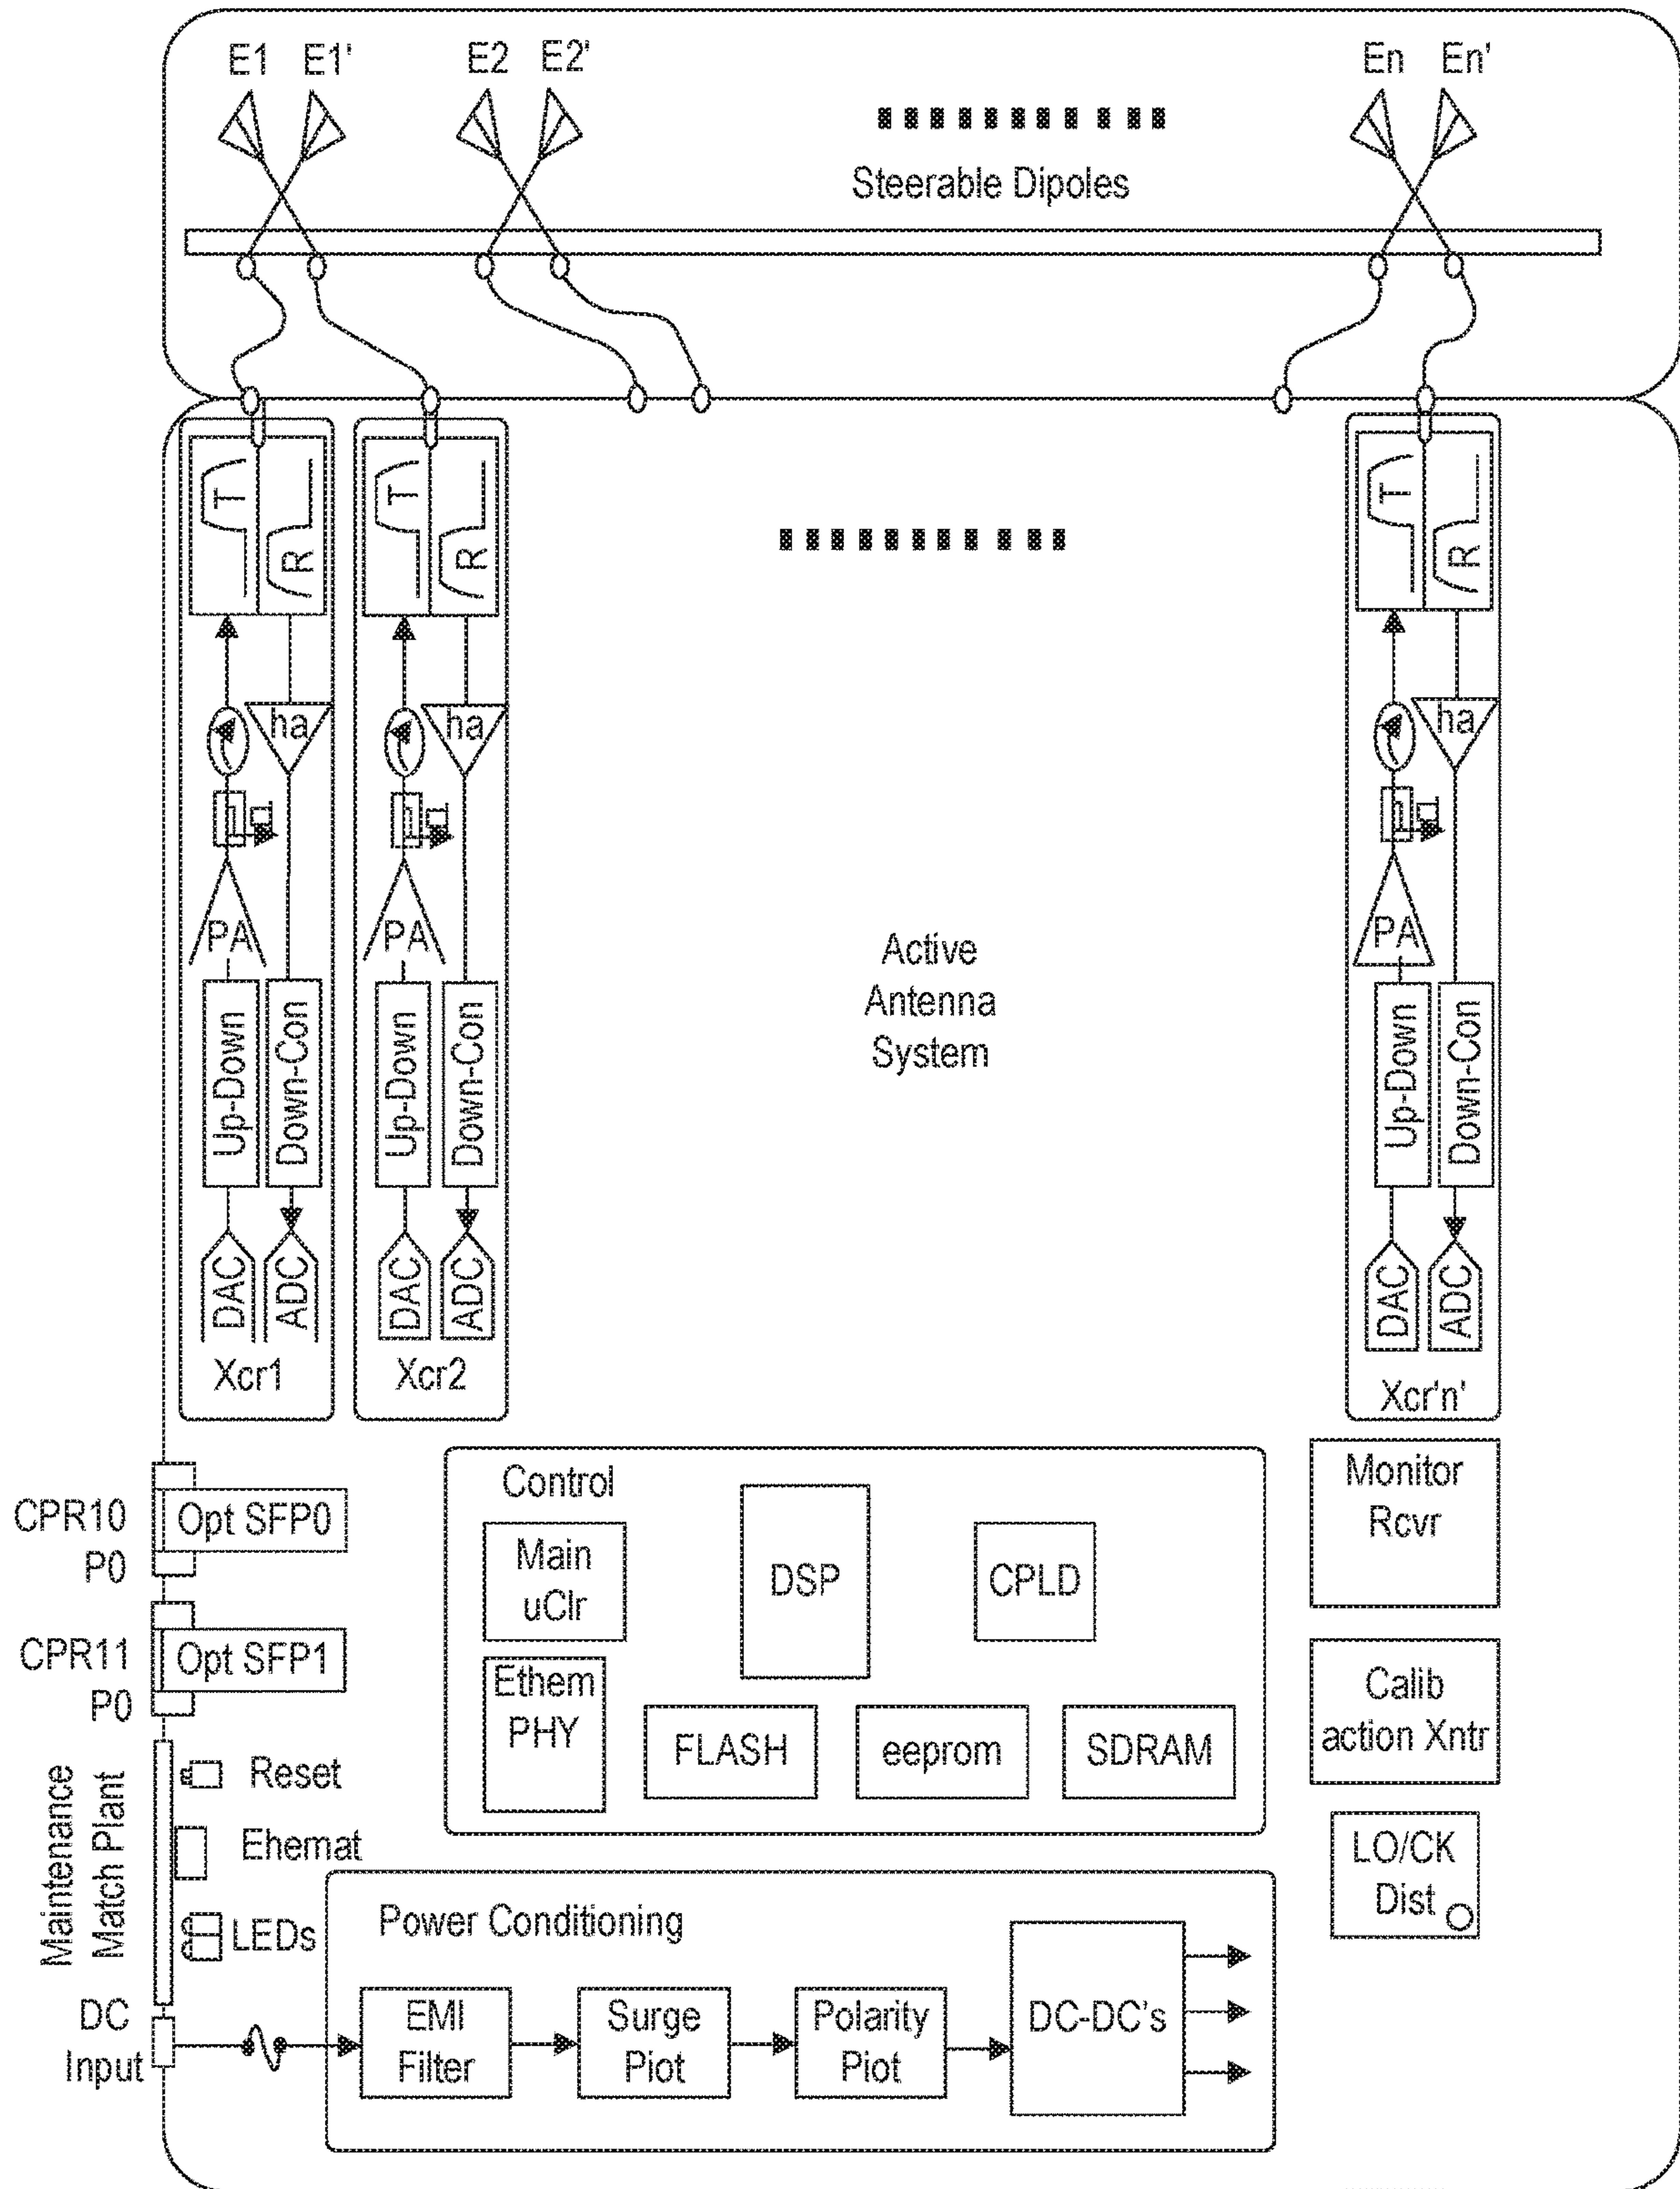 E1 E1' E2 E2' En En'
Steerable Dipoles
T T T
R R R
ha ha ha
PA PA PA
Active
Antenna
System
Up-Down Down-Con Up-Down Down-Con Up-Down Down-Con
DAC ADC DAC ADC DAC ADC
Xcr1 Xcr2 Xcr'n'
CPR10
P0
Opt SFP0
CPR11
P0
Opt SFP1
Control
Main
uClr
DSP
CPLD
Ethem
PHY
FLASH
eeprom
SDRAM
Monitor
Rcvr
Calib
action Xntr
LO/CK
Dist
Maintenance
Match Plant
Reset
Ehemat
LEDs
Power Conditioning
DC
Input
EMI
Filter
Surge
Piot
Polarity
Piot
DC-DC's